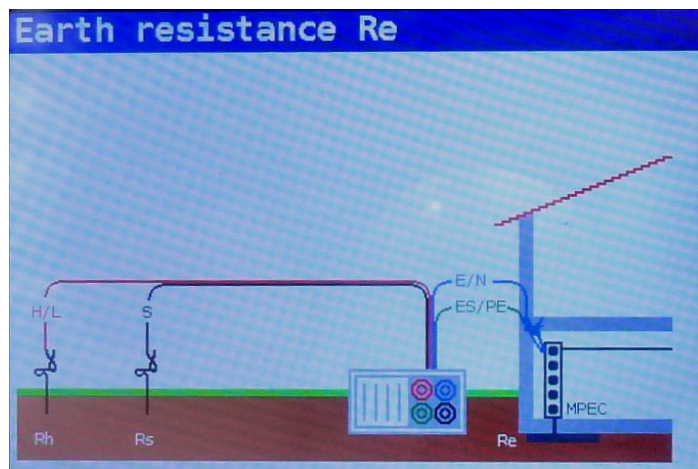 Earth resistance Re
E/N
H/L
S
ES/PE
MPEC
Rh
Rs
Re